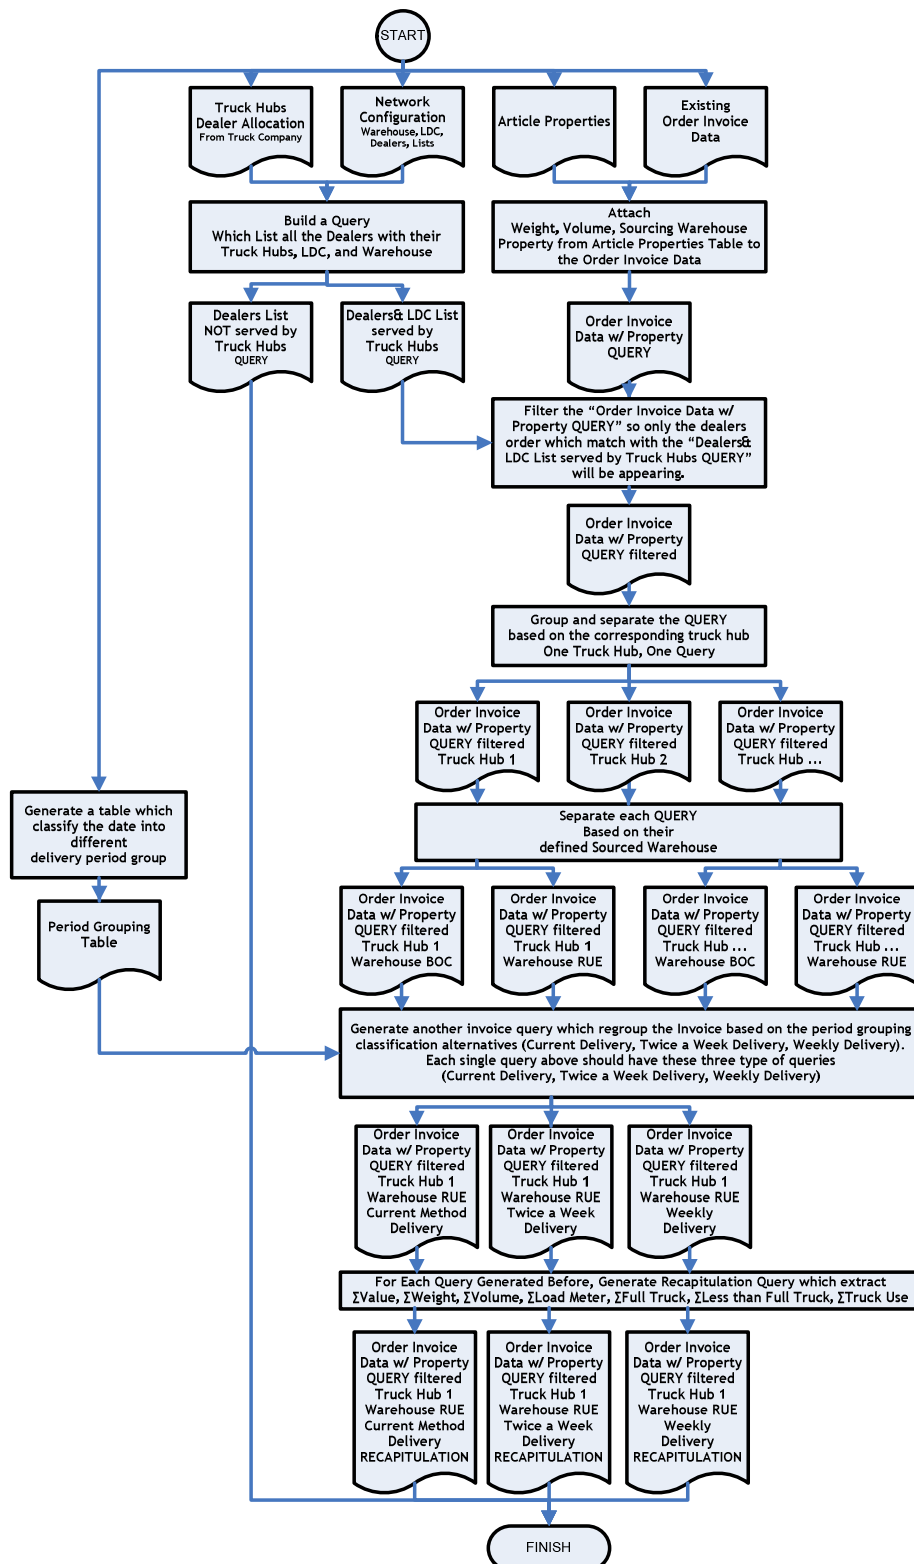 START
Truck Hubs
Dealer Allocation
From Truck Company
Network
Configuration
Warehouse, LDC,
Dealers, Lists
Article Properties
Existing
Order Invoice
Data
Build a Query
Which List all the Dealers with their
Truck Hubs, LDC, and Warehouse
Attach
Weight, Volume, Sourcing Warehouse
Property from Article Properties Table to
the Order Invoice Data
Dealers List
NOT served by
Truck Hubs
QUERY
Dealers& LDC List
served by
Truck Hubs
QUERY
Order Invoice
Data w/ Property
QUERY
Filter the “Order Invoice Data w/
Property QUERY” so only the dealers
order which match with the “Dealers&
LDC List served by Truck Hubs QUERY”
will be appearing.
Order Invoice
Data w/ Property
QUERY filtered
Group and separate the QUERY
based on the corresponding truck hub
One Truck Hub, One Query
Order Invoice
Data w/ Property
QUERY filtered
Truck Hub 1
Order Invoice
Data w/ Property
QUERY filtered
Truck Hub 2
Order Invoice
Data w/ Property
QUERY filtered
Truck Hub ...
Generate a table which
classify the date into
different
delivery period group
Separate each QUERY
Based on their
defined Sourced Warehouse
Period Grouping
Table
Order Invoice
Data w/ Property
QUERY filtered
Truck Hub 1
Warehouse BOC
Order Invoice
Data w/ Property
QUERY filtered
Truck Hub 1
Warehouse RUE
Order Invoice
Data w/ Property
QUERY filtered
Truck Hub ...
Warehouse BOC
Order Invoice
Data w/ Property
QUERY filtered
Truck Hub ...
Warehouse RUE
Generate another invoice query which regroup the Invoice based on the period grouping
classification alternatives (Current Delivery, Twice a Week Delivery, Weekly Delivery).
Each single query above should have these three type of queries
(Current Delivery, Twice a Week Delivery, Weekly Delivery)
Order Invoice
Data w/ Property
QUERY filtered
Truck Hub 1
Warehouse RUE
Current Method
Delivery
Order Invoice
Data w/ Property
QUERY filtered
Truck Hub 1
Warehouse RUE
Twice a Week
Delivery
Order Invoice
Data w/ Property
QUERY filtered
Truck Hub 1
Warehouse RUE
Weekly
Delivery
For Each Query Generated Before, Generate Recapitulation Query which extract
∑Value, ∑Weight, ∑Volume, ∑Load Meter, ∑Full Truck, ∑Less than Full Truck, ∑Truck Use
Order Invoice
Data w/ Property
QUERY filtered
Truck Hub 1
Warehouse RUE
Current Method
Delivery
RECAPITULATION
Order Invoice
Data w/ Property
QUERY filtered
Truck Hub 1
Warehouse RUE
Twice a Week
Delivery
RECAPITULATION
Order Invoice
Data w/ Property
QUERY filtered
Truck Hub 1
Warehouse RUE
Weekly
Delivery
RECAPITULATION
FINISH